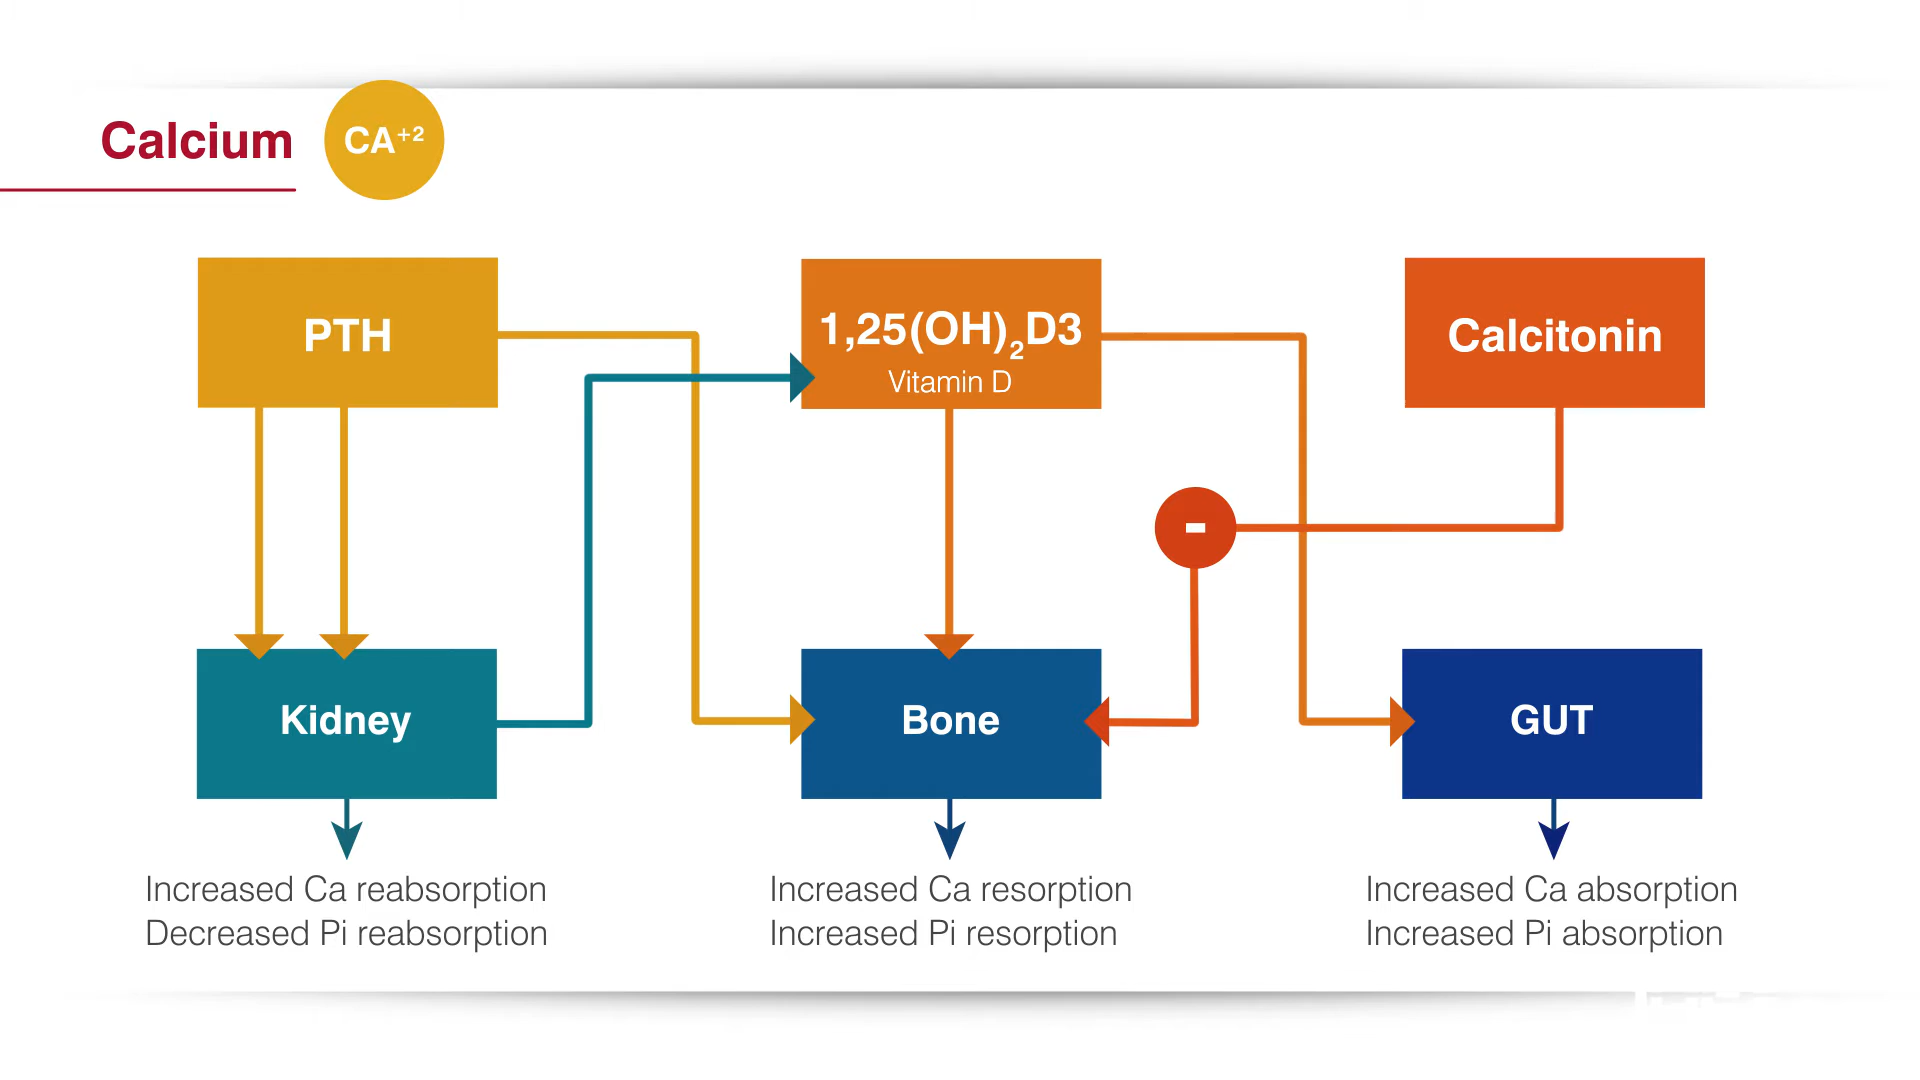 Calcium
CA+2
PTH
1,25(OH)2D3
Vitamin D
Calcitonin
-
Kidney
Bone
GUT
Increased Ca reabsorption
Decreased Pi reabsorption
Increased Ca resorption
Increased Pi resorption
Increased Ca absorption
Increased Pi absorption